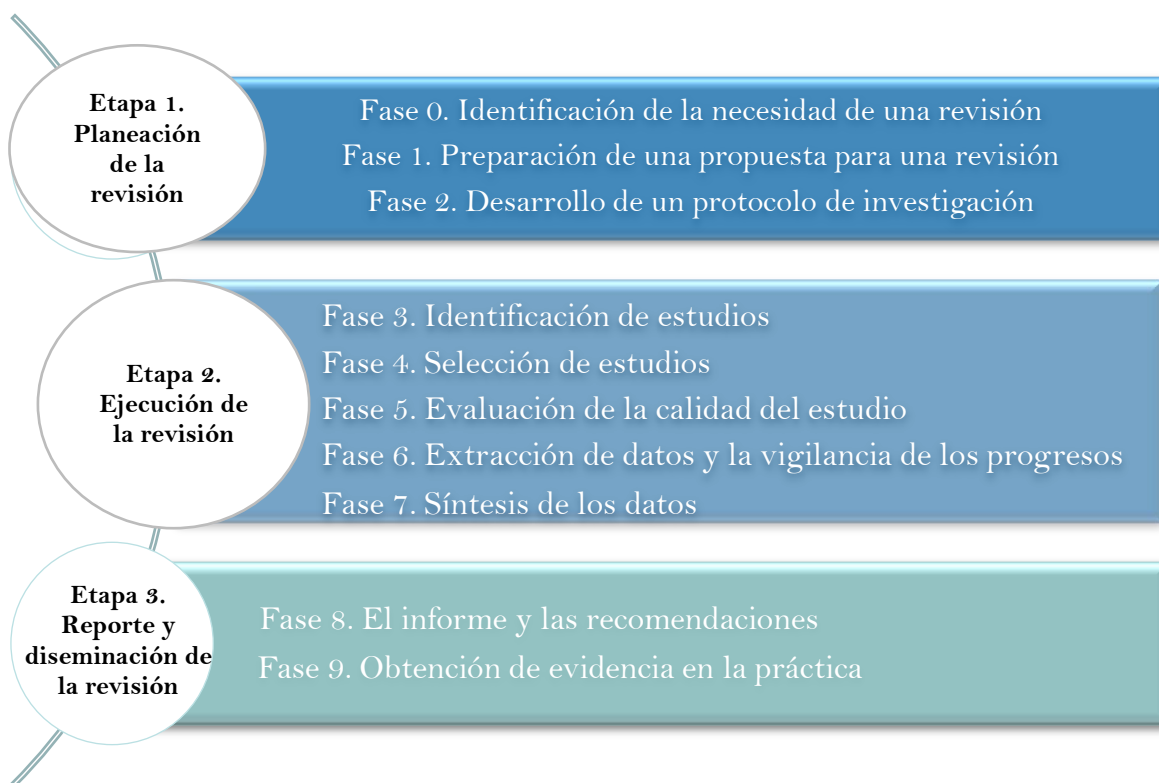 Etapa 1.
Planeación
de la
revisión
Fase 0. Identificación de la necesidad de una revisión
Fase 1. Preparación de una propuesta para una revisión
Fase 2. Desarrollo de un protocolo de investigación
Etapa 2.
Ejecución de
la revisión
Fase 3. Identificación de estudios
Fase 4. Selección de estudios
Fase 5. Evaluación de la calidad del estudio
Fase 6. Extracción de datos y la vigilancia de los progresos
Fase 7. Síntesis de los datos
Etapa 3.
Reporte y
diseminación de
la revisión
Fase 8. El informe y las recomendaciones
Fase 9. Obtención de evidencia en la práctica